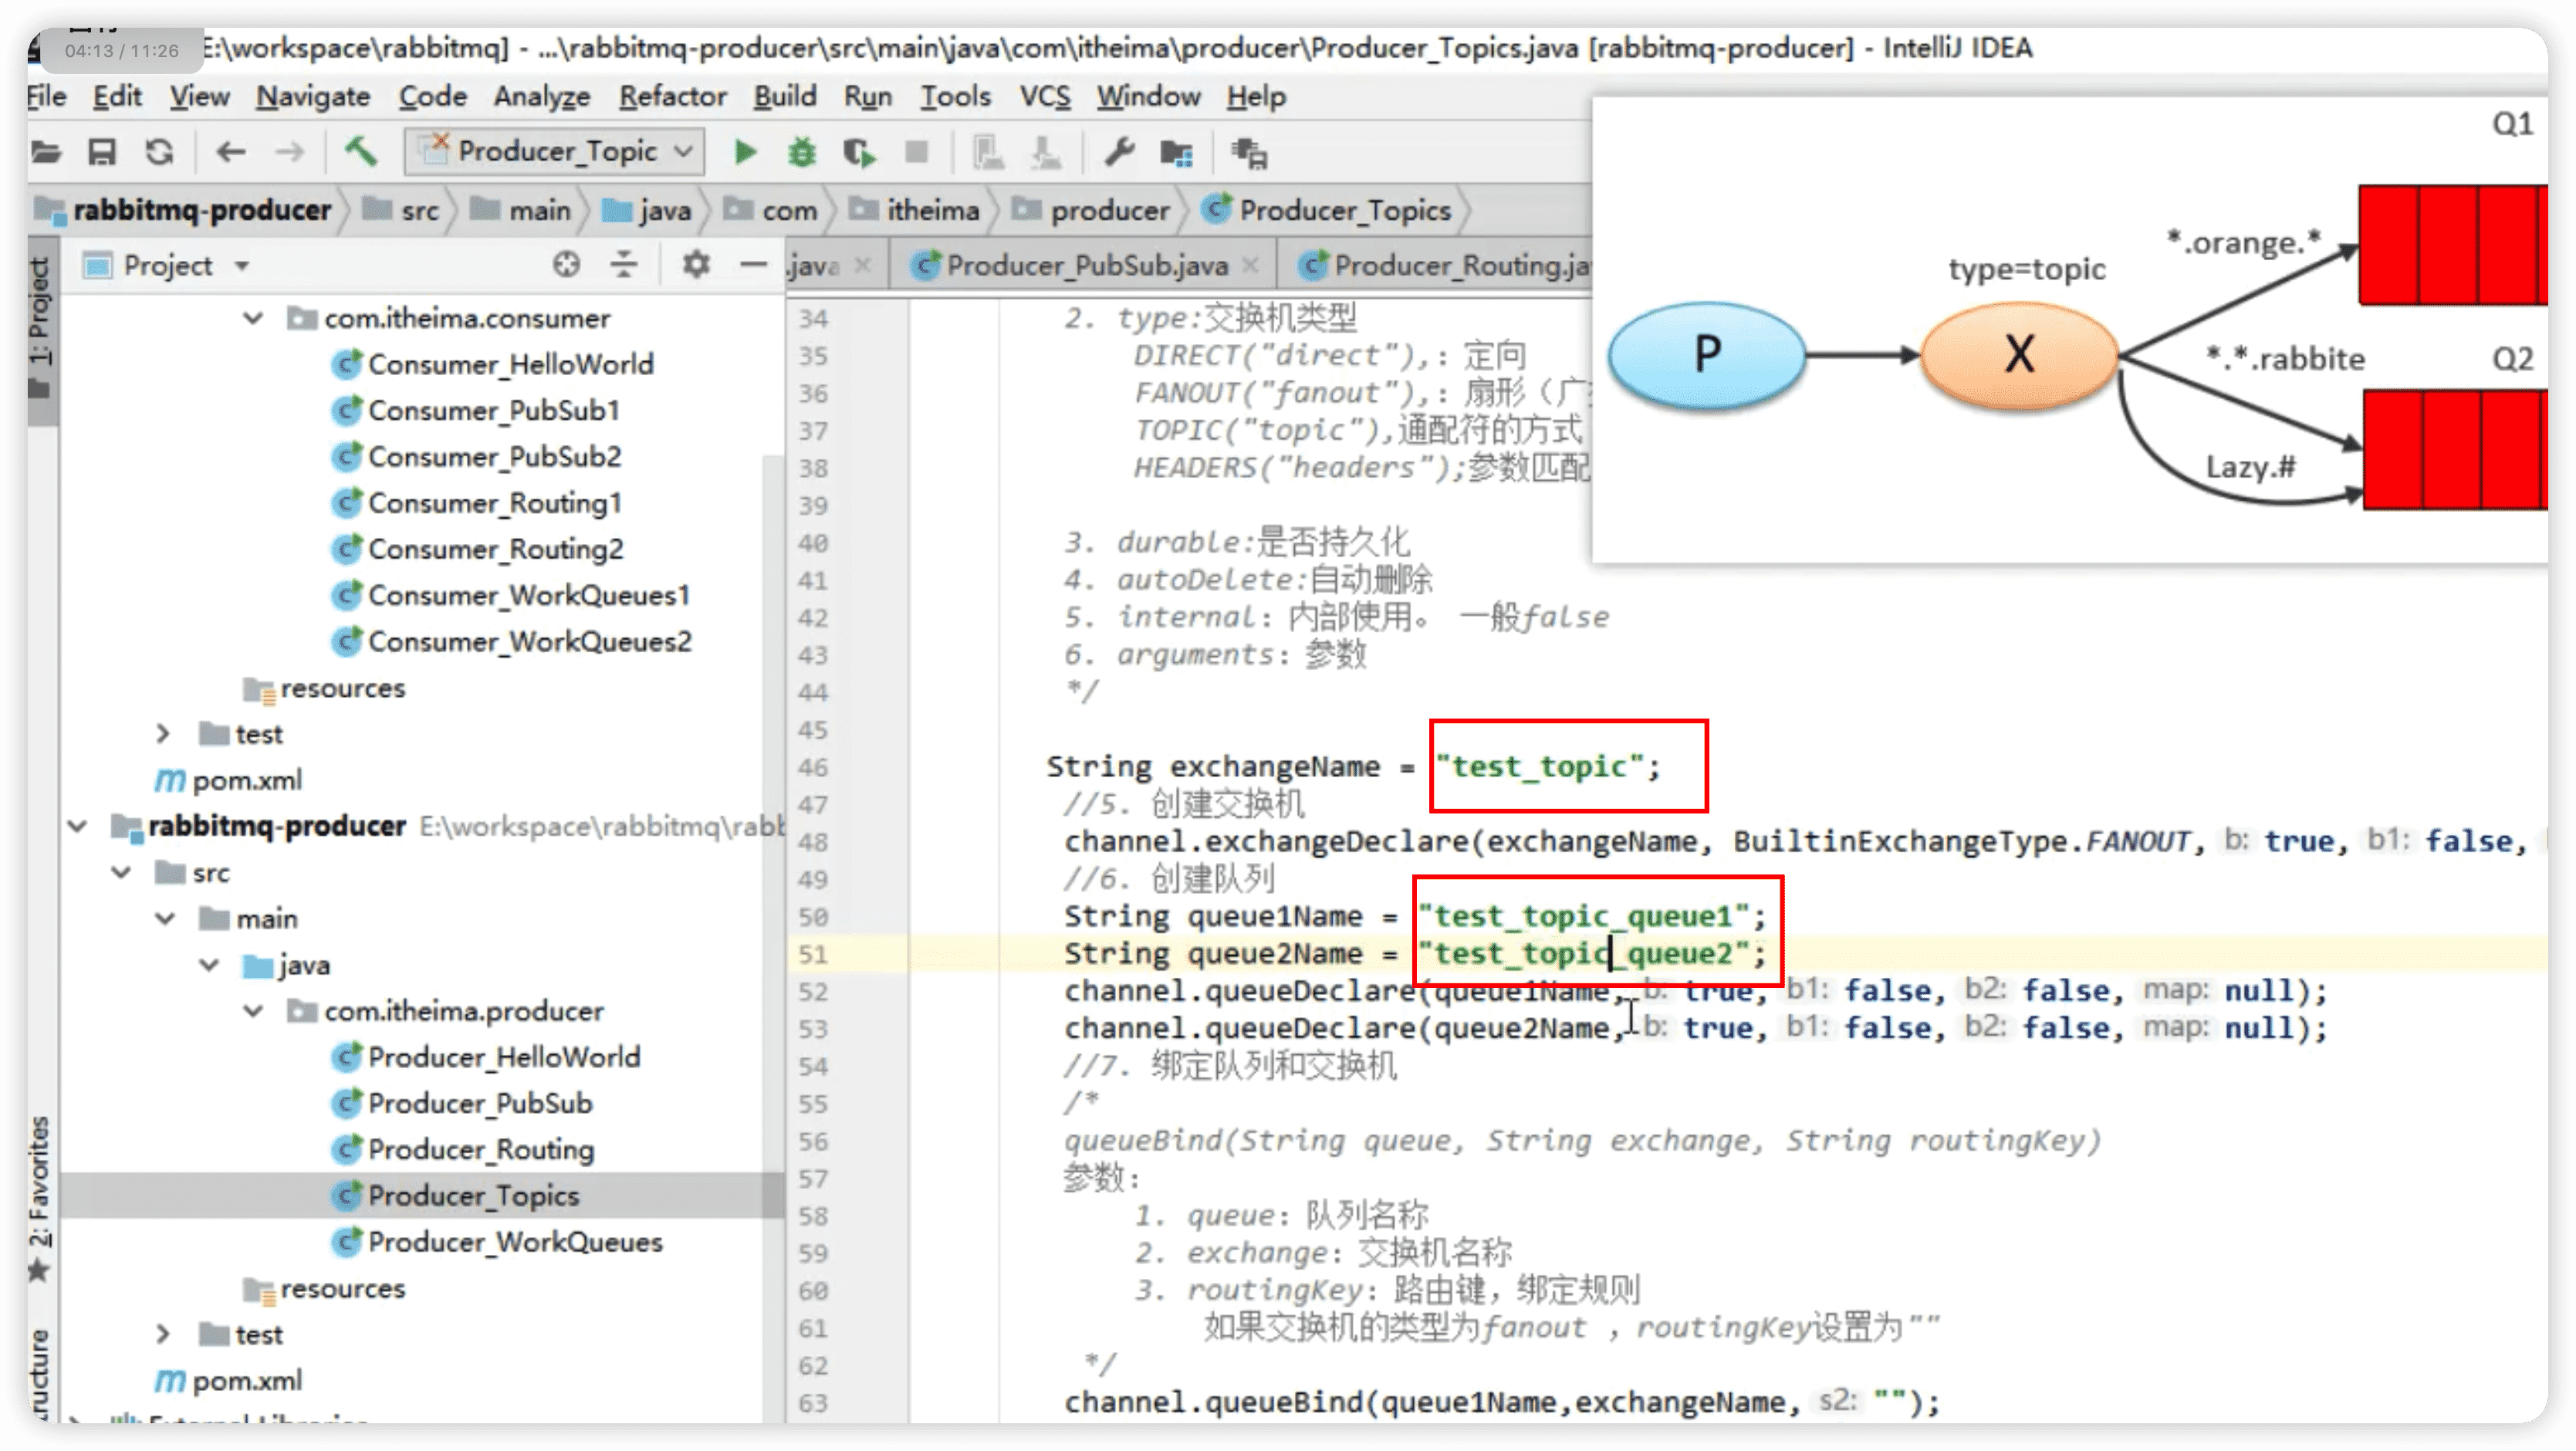 04:13 / 11:26
E:\workspace\rabbitmq] - ...\rabbitmq-producer\src\main\java\com\itheima\producer\Producer_Topics.java [rabbitmq-producer] - IntelliJ IDEA
File Edit View Navigate Code Analyze Refactor Build Run Tools VCS Window Help
Producer_Topic
rabbitmq-producer src main java com itheima producer Producer_Topics
1: Project
Project
.java Producer_PubSub.java Producer_Routing.ja
com.itheima.consumer
Consumer_HelloWorld
Consumer_PubSub1
Consumer_PubSub2
Consumer_Routing1
Consumer_Routing2
Consumer_WorkQueues1
Consumer_WorkQueues2
resources
test
pom.xml
rabbitmq-producer E:\workspace\rabbitmq\rabb
src
main
java
com.itheima.producer
Producer_HelloWorld
Producer_PubSub
Producer_Routing
Producer_Topics
Producer_WorkQueues
resources
test
pom.xml
2: Favorites
ructure
34 2. type:交换机类型
35 DIRECT("direct"),: 定向
36 FANOUT("fanout"),: 扇形（广
37 TOPIC("topic"),通配符的方式
38 HEADERS("headers");参数匹配
39
40 3. durable:是否持久化
41 4. autoDelete:自动删除
42 5. internal: 内部使用。 一般false
43 6. arguments: 参数
44 */
45
46 String exchangeName = "test_topic";
47 //5. 创建交换机
48 channel.exchangeDeclare(exchangeName, BuiltinExchangeType.FANOUT, b: true, b1: false,
49 //6. 创建队列
50 String queue1Name = "test_topic_queue1";
51 String queue2Name = "test_topic_queue2";
52 channel.queueDeclare(queue1Name, b: true, b1: false, b2: false, map: null);
53 channel.queueDeclare(queue2Name, b: true, b1: false, b2: false, map: null);
54 //7. 绑定队列和交换机
55 /*
56 queueBind(String queue, String exchange, String routingKey)
57 参数:
58 1. queue: 队列名称
59 2. exchange: 交换机名称
60 3. routingKey: 路由键，绑定规则
61 如果交换机的类型为fanout ，routingKey设置为""
62 */
63 channel.queueBind(queue1Name,exchangeName, s2: "");
Q1
*.orange.*
type=topic
P
X
*.*.rabbite
Q2
Lazy.#